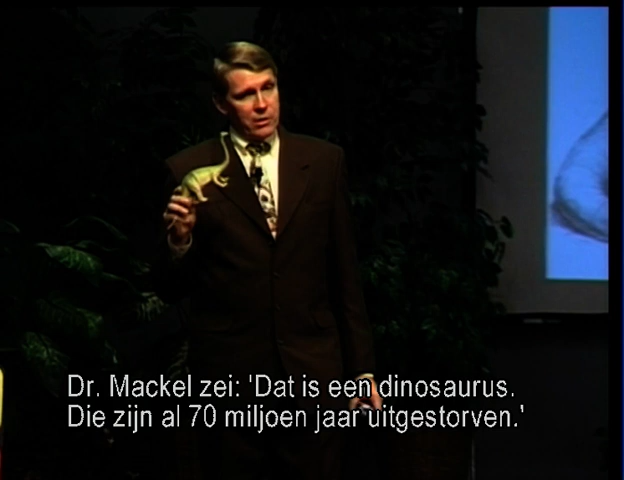 Dr. Mackel zei: 'Dat is een dinosaurus.
Die zijn al 70 miljoen jaar uitgestorven.'